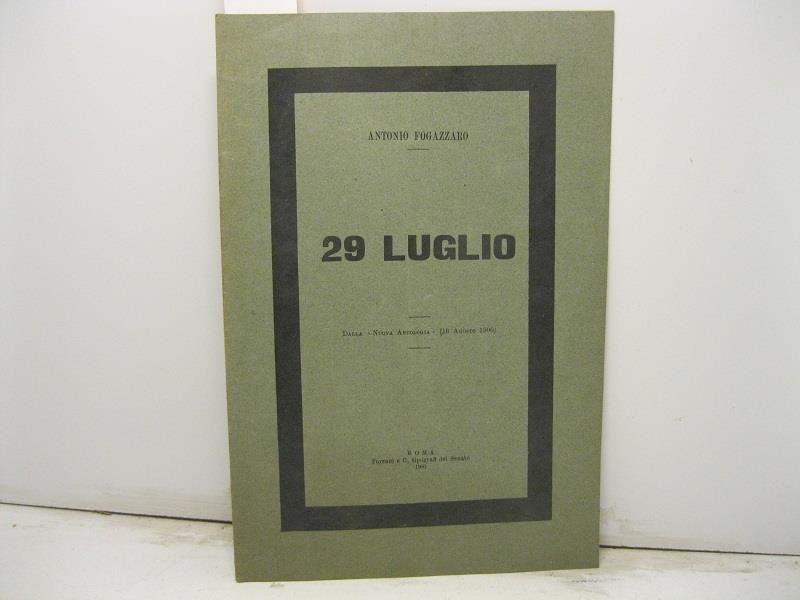 ANTONIO FOGAZZARO
29 LUGLIO
DALLA «NUOVA ANTOLOGIA» (16 AGOSTO 1900)
ROMA
Forzani e C., tipografi del Senato
1900